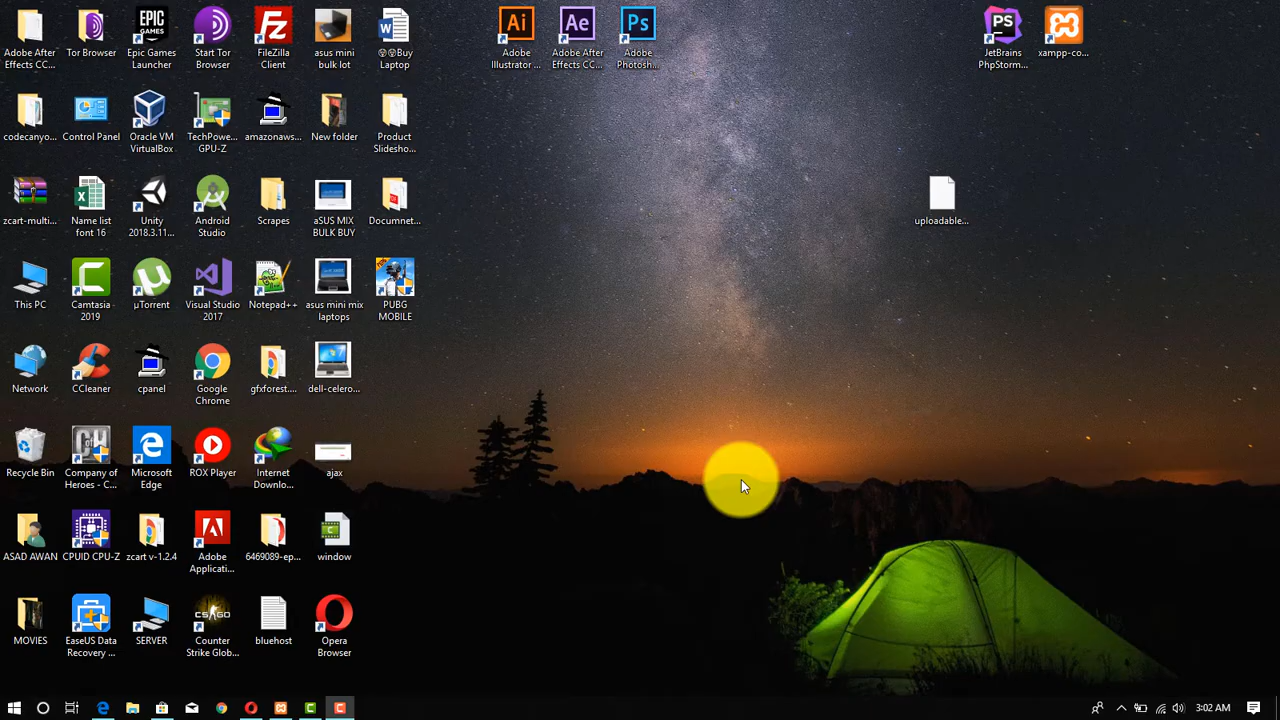 Adobe After
Effects CC...
Tor Browser
EPIC
GAMES
Epic Games
Launcher
Start Tor
Browser
Fz
FileZilla
Client
asus mini
bulk lot
W
Buy
Laptop
Ai
Adobe
Illustrator ...
Ae
Adobe After
Effects CC...
Ps
Adobe
Photosh...
PS
JetBrains
PhpStorm...
xampp-co...
codecanyo...
Control Panel
Oracle VM
VirtualBox
TechPowe...
GPU-Z
amazonaws...
New folder
Product
Slidesho...
zcart-multi...
Name list
font 16
Unity
2018.3.11...
Android
Studio
Scrapes
aSUS MIX
BULK BUY
Documnet...
uploadable...
This PC
C
Camtasia
2019
µTorrent
Visual Studio
2017
Notepad++
asus mini mix
laptops
PUBG
MOBILE
Network
CCleaner
cpanel
Google
Chrome
gfxforest....
dell-celero...
Recycle Bin
Company of
Heroes - C...
Microsoft
Edge
ROX Player
Internet
Downlo...
ajax
ASAD AWAN
CPUID CPU-Z
zcart v-1.2.4
Adobe
Applicati...
6469089-ep...
window
MOVIES
EaseUS Data
Recovery ...
SERVER
CS:GO
Counter
Strike Glob...
bluehost
Opera
Browser
3:02 AM